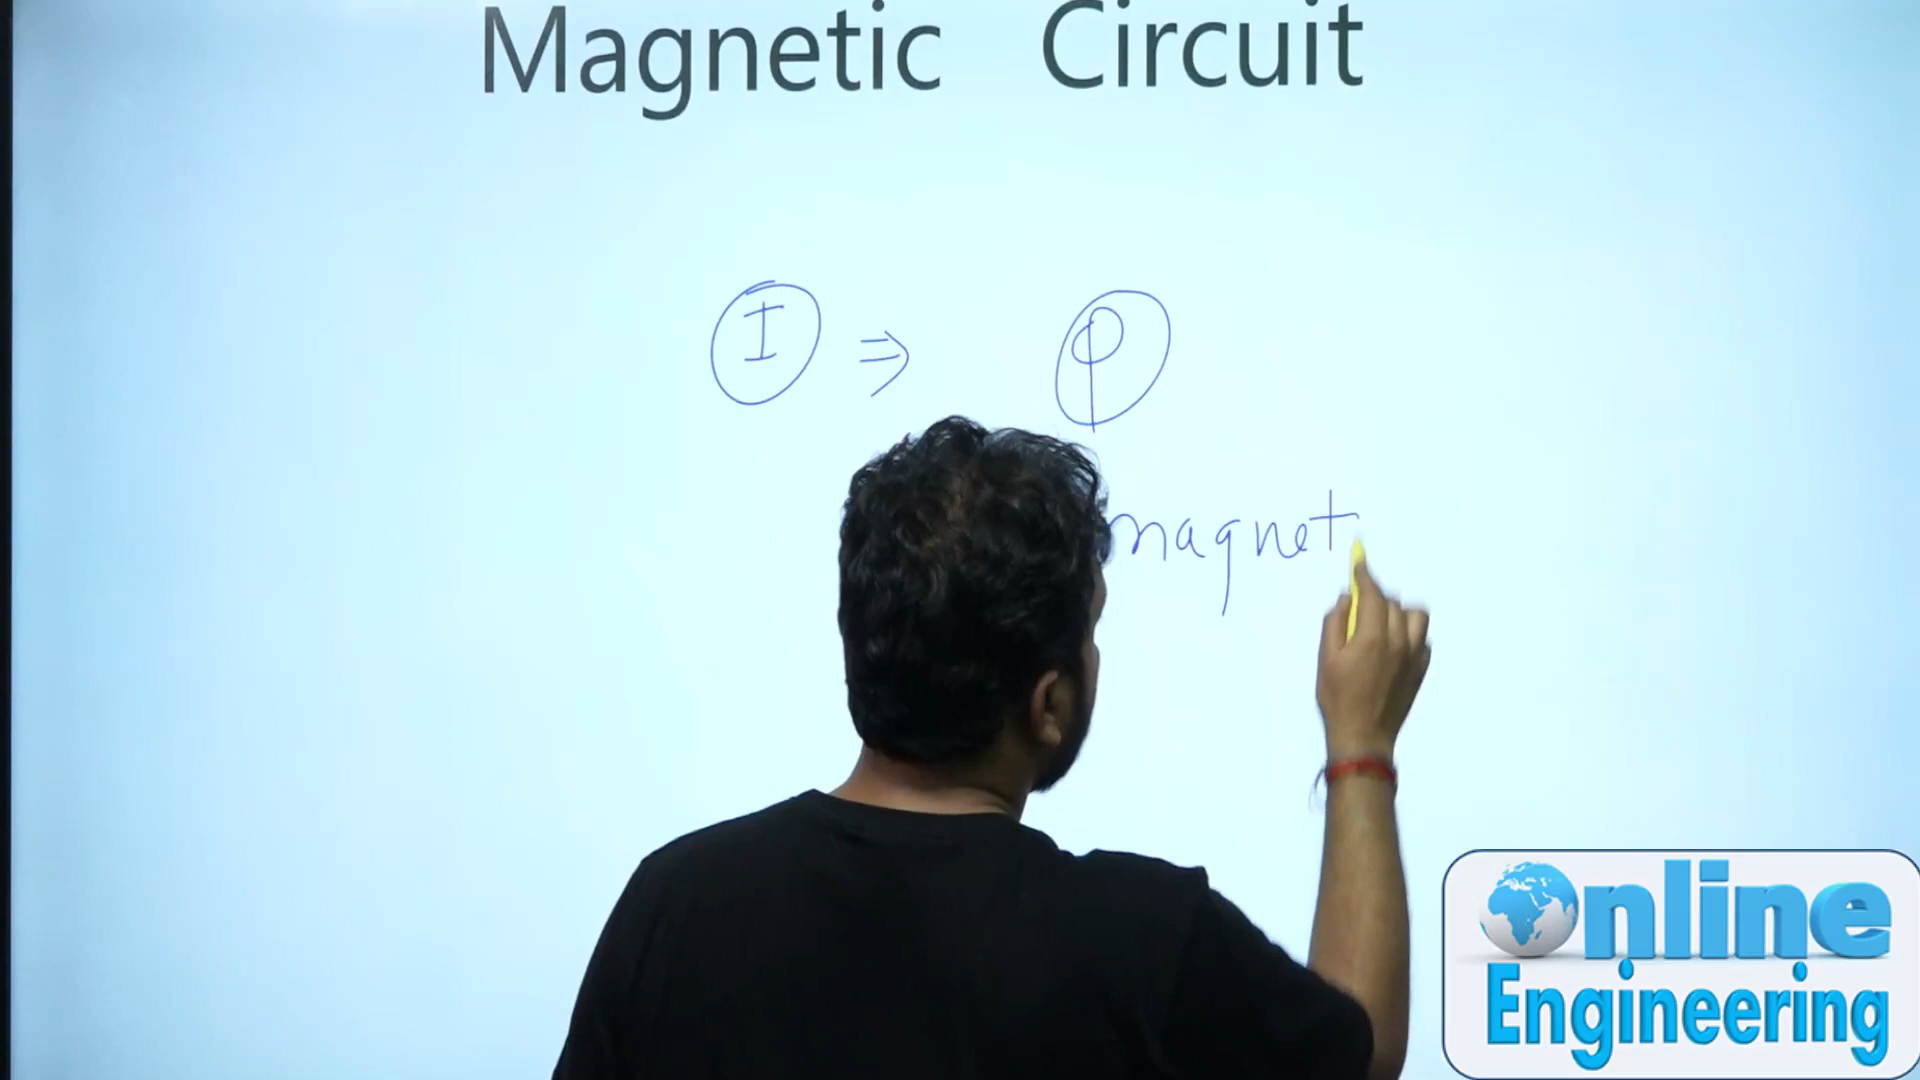 Magnetic Circuit
I ⇒ φ
magnet
Online
Engineering